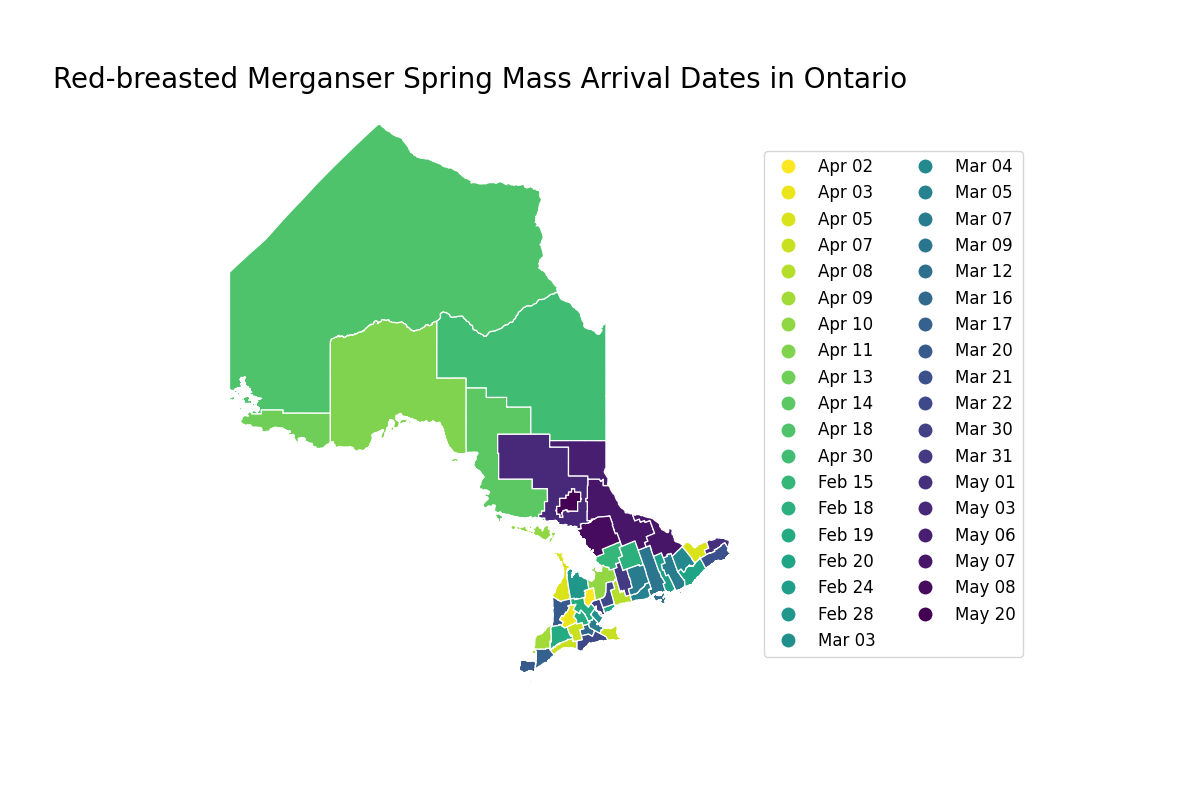 Red-breasted Merganser Spring Mass Arrival Dates in Ontario
Apr 02
Apr 03
Apr 05
Apr 07
Apr 08
Apr 09
Apr 10
Apr 11
Apr 13
Apr 14
Apr 18
Apr 30
Feb 15
Feb 18
Feb 19
Feb 20
Feb 24
Feb 28
Mar 03
Mar 04
Mar 05
Mar 07
Mar 09
Mar 12
Mar 16
Mar 17
Mar 20
Mar 21
Mar 22
Mar 30
Mar 31
May 01
May 03
May 06
May 07
May 08
May 20